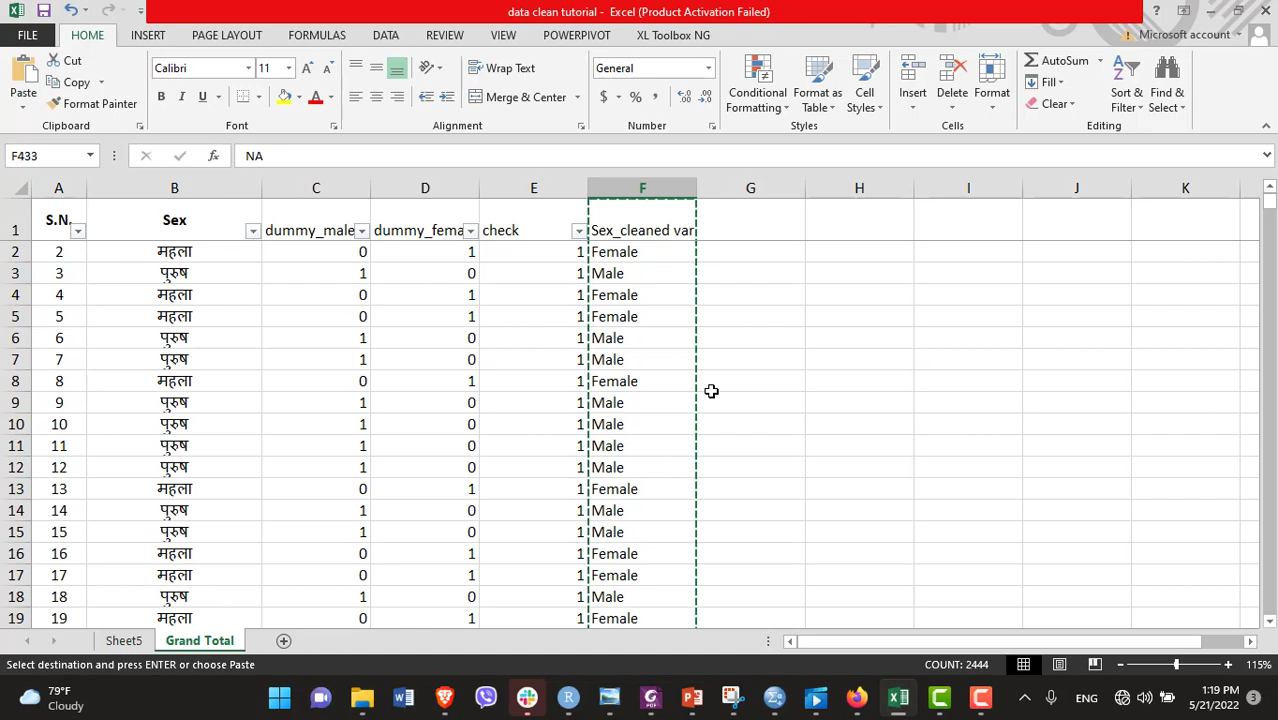 data clean tutorial - Excel (Product Activation Failed)
FILE HOME INSERT PAGE LAYOUT FORMULAS DATA REVIEW VIEW POWERPIVOT XL Toolbox NG Microsoft account
Cut
Copy
Format Painter
Paste
Clipboard
Calibri 11
B I U
A A
Font
Wrap Text
Merge & Center
Alignment
General
$ %
Number
Conditional Formatting
Format as Table
Cell Styles
Styles
Insert Delete Format
Cells
AutoSum
Fill
Clear
Sort & Filter
Find & Select
Editing
F433 fx NA
A B C D E F G H I J K
1 S.N. Sex dummy_male dummy_fema check Sex_cleaned var
2 2 महला 0 1 1 Female
3 3 पुरुष 1 0 1 Male
4 4 महला 0 1 1 Female
5 5 महला 0 1 1 Female
6 6 पुरुष 1 0 1 Male
7 7 पुरुष 1 0 1 Male
8 8 महला 0 1 1 Female
9 9 पुरुष 1 0 1 Male
10 10 पुरुष 1 0 1 Male
11 11 पुरुष 1 0 1 Male
12 12 पुरुष 1 0 1 Male
13 13 महला 0 1 1 Female
14 14 पुरुष 1 0 1 Male
15 15 पुरुष 1 0 1 Male
16 16 महला 0 1 1 Female
17 17 महला 0 1 1 Female
18 18 पुरुष 1 0 1 Male
19 19 महला 0 1 1 Female
Sheet5 Grand Total
Select destination and press ENTER or choose Paste COUNT: 2444 115%
79°F
Cloudy
ENG
1:19 PM
5/21/2022
3